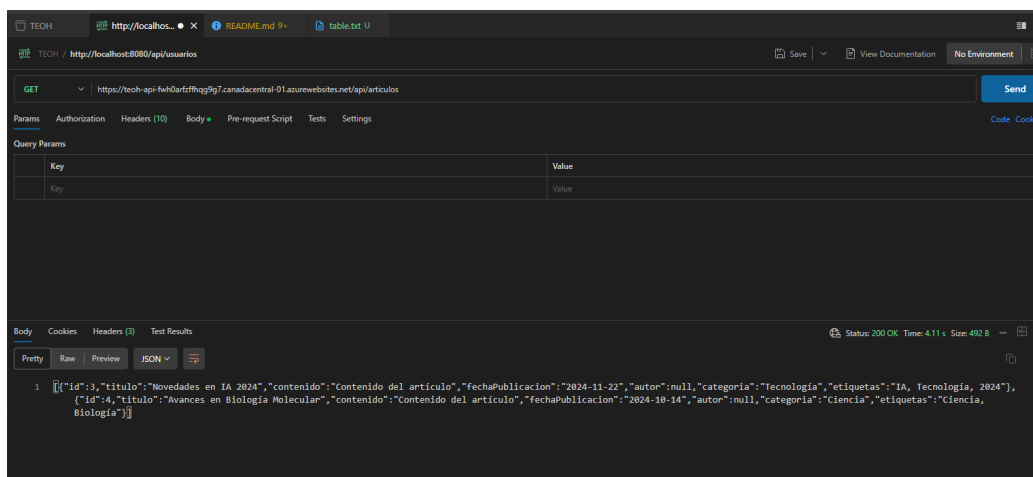 TEOH http://localhos... ● × README.md 9+ table.txt U
HTTP TEOH / http://localhost:8080/api/usuarios Save View Documentation No Environment
GET https://teoh-api-fwh0arfzffhqg9g7.canadacentral-01.azurewebsites.net/api/articulos Send
Params Authorization Headers (10) Body Pre-request Script Tests Settings Code Cook
Query Params
Key Value
Key Value
Body Cookies Headers (3) Test Results Status: 200 OK Time: 4.11 s Size: 492 B
Pretty Raw Preview JSON
1 [{"id":3,"titulo":"Novedades en IA 2024","contenido":"Contenido del artículo","fechaPublicacion":"2024-11-22","autor":null,"categoria":"Tecnología","etiquetas":"IA, Tecnología, 2024"},
{"id":4,"titulo":"Avances en Biología Molecular","contenido":"Contenido del artículo","fechaPublicacion":"2024-10-14","autor":null,"categoria":"Ciencia","etiquetas":"Ciencia,
Biología"}]